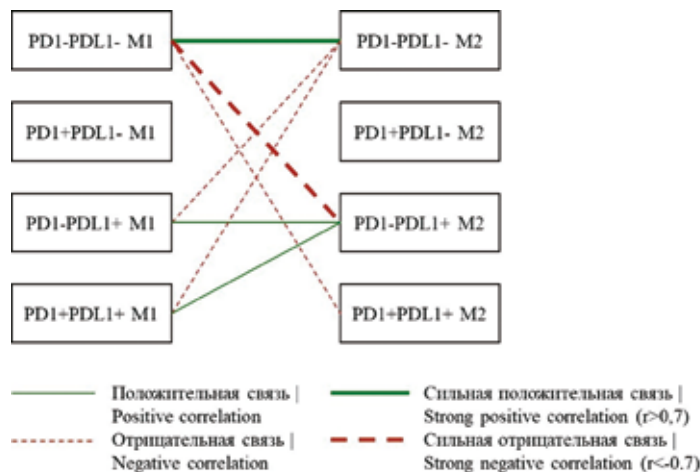 PD1-PDL1- M1
PD1-PDL1- M2
PD1+PDL1- M1
PD1+PDL1- M2
PD1-PDL1+ M1
PD1-PDL1+ M2
PD1+PDL1+ M1
PD1+PDL1+ M2
Положительная связь |
Positive correlation
Сильная положительная связь |
Strong positive correlation (r>0,7)
Отрицательная связь |
Negative correlation
Сильная отрицательная связь |
Strong negative correlation (r<-0,7)